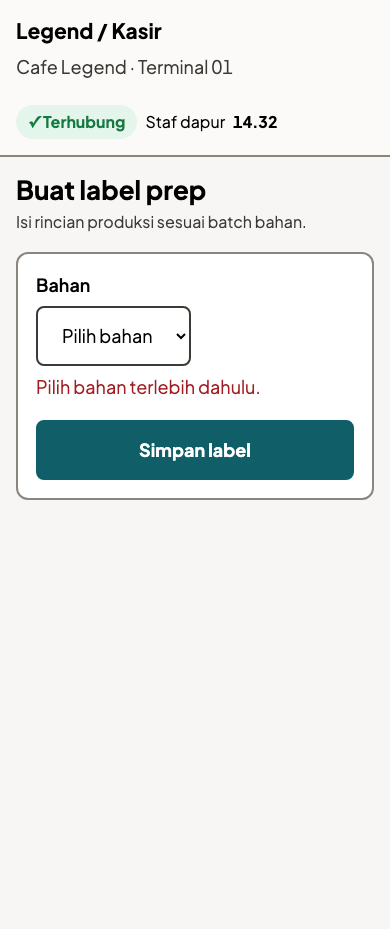 Legend / Kasir
Cafe Legend · Terminal 01
✓Terhubung Staf dapur 14.32
Buat label prep
Isi rincian produksi sesuai batch bahan.
Bahan
Pilih bahan
Pilih bahan terlebih dahulu.
Simpan label